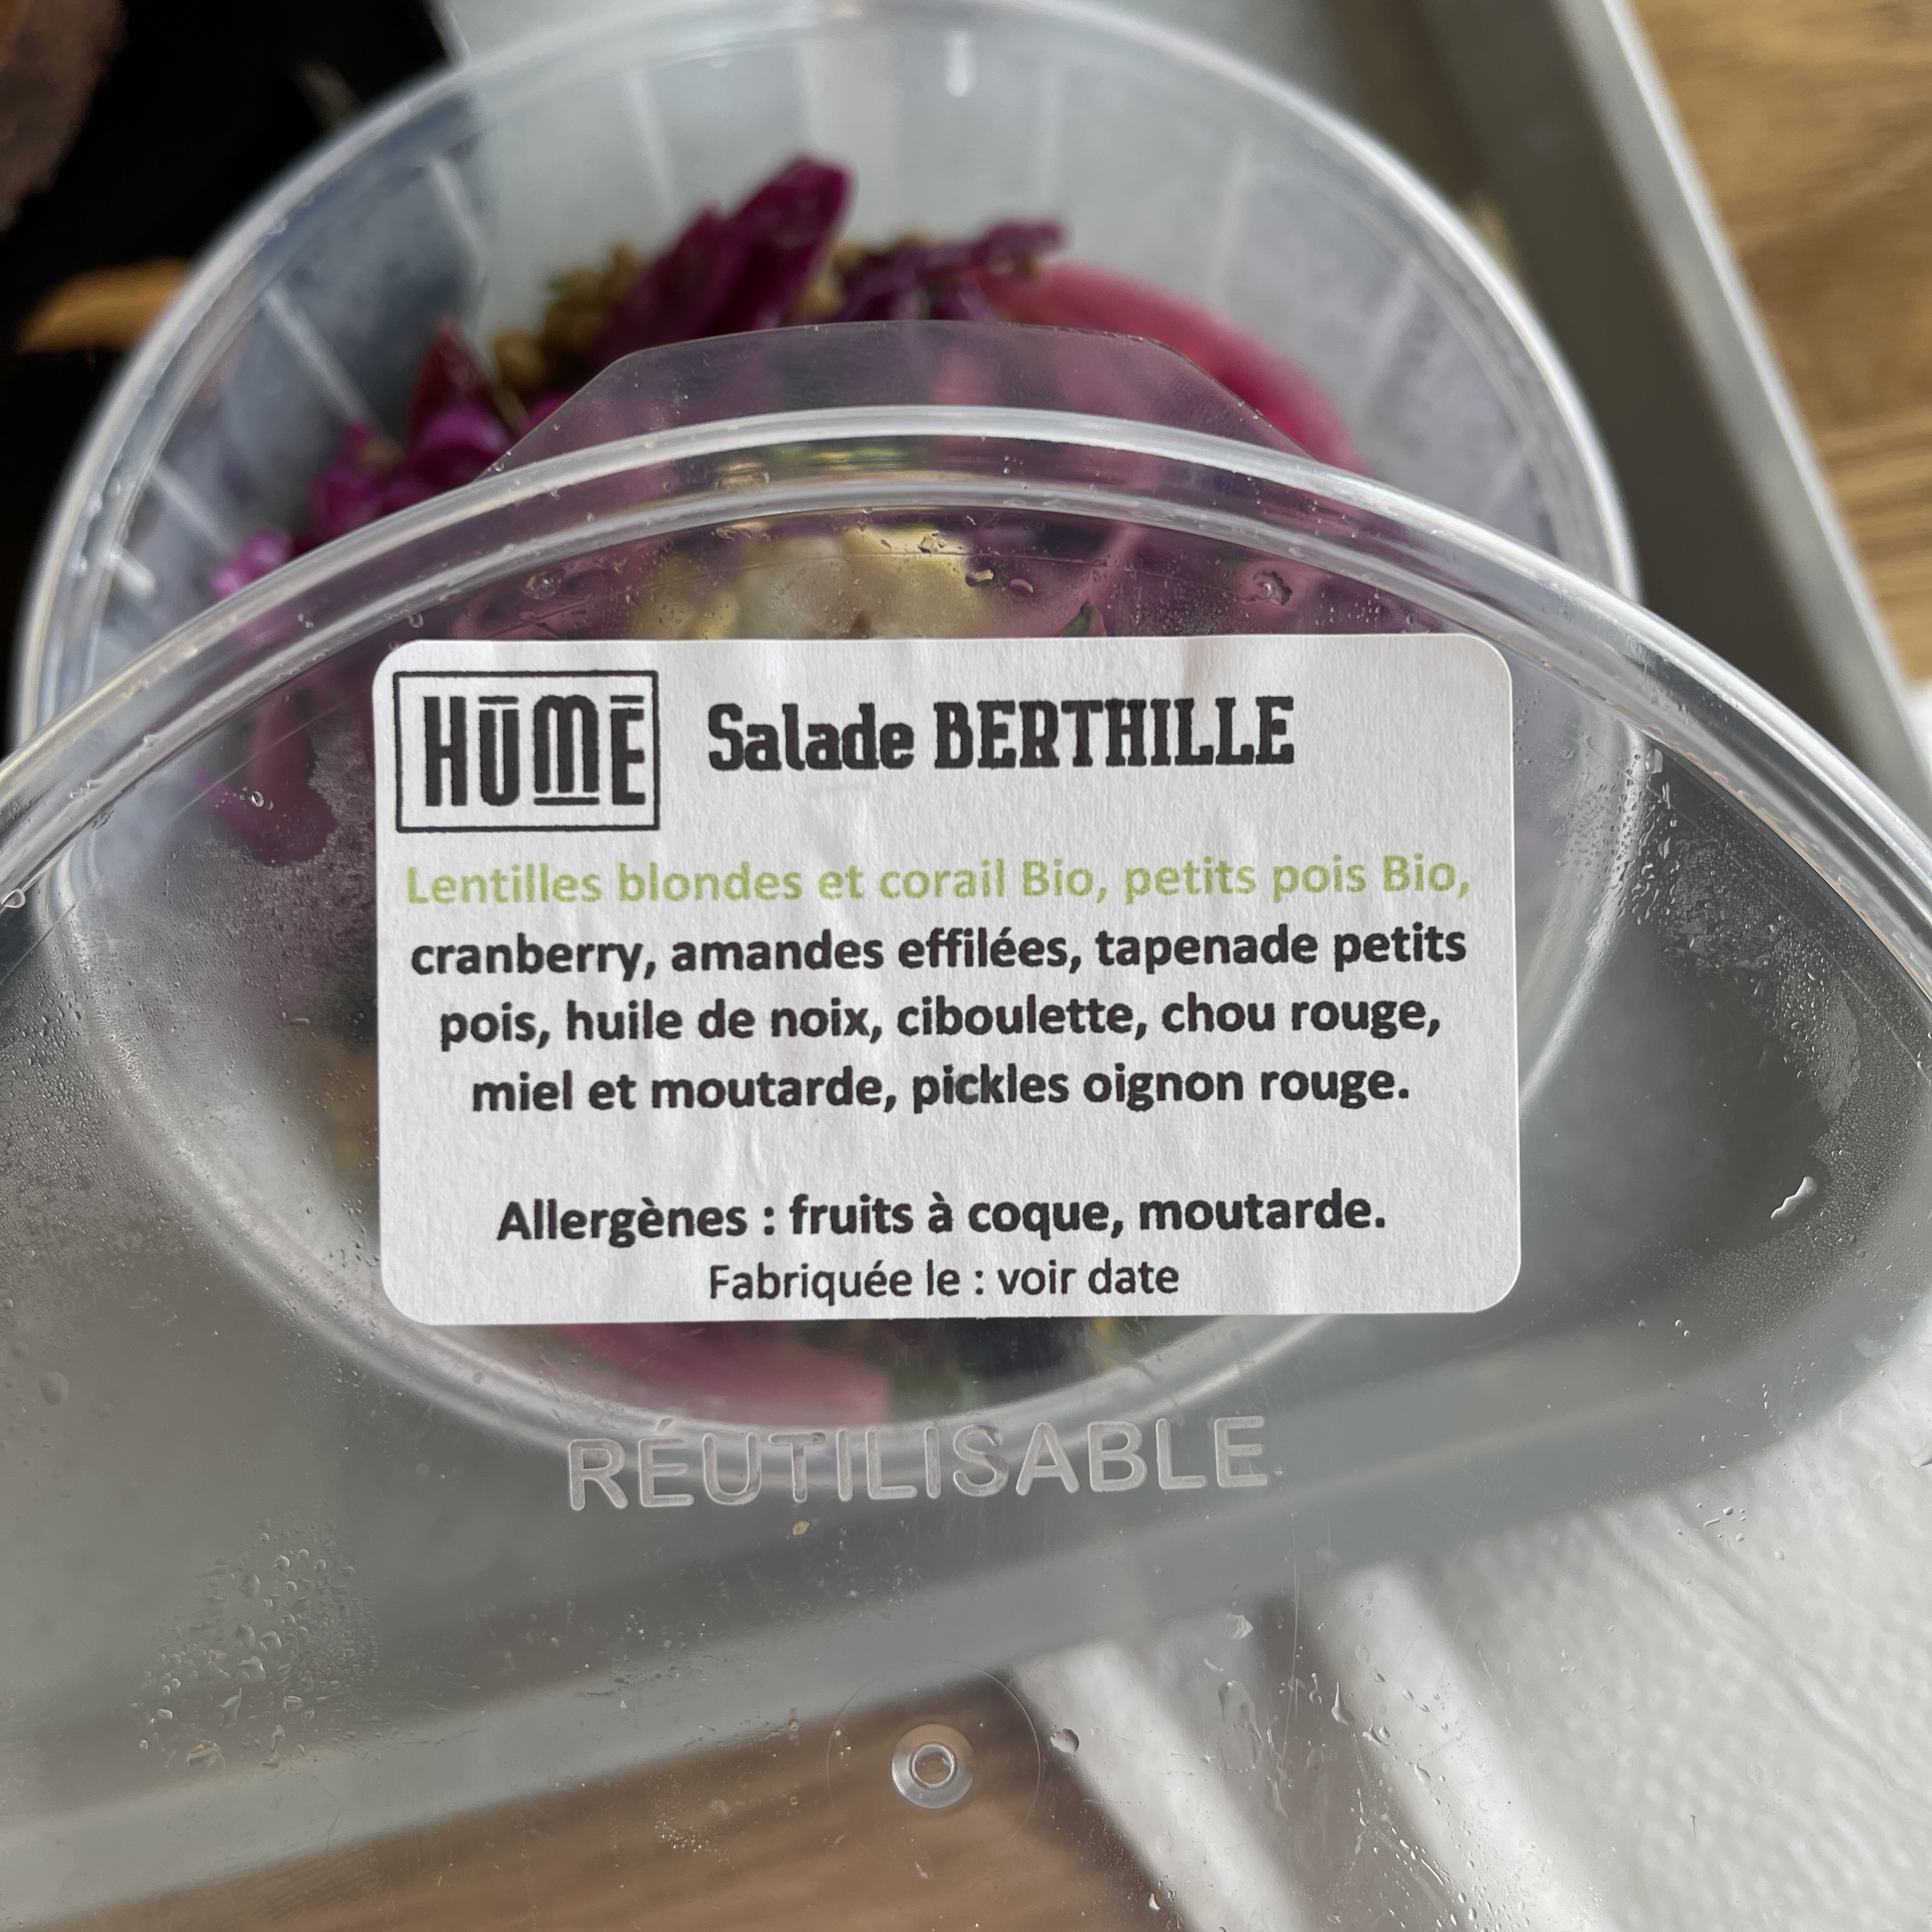 HŪMĒ
Salade BERTHILLE
Lentilles blondes et corail Bio, petits pois Bio,
cranberry, amandes effilées, tapenade petits
pois, huile de noix, ciboulette, chou rouge,
miel et moutarde, pickles oignon rouge.
Allergènes : fruits à coque, moutarde.
Fabriquée le : voir date
RÉUTILISABLE